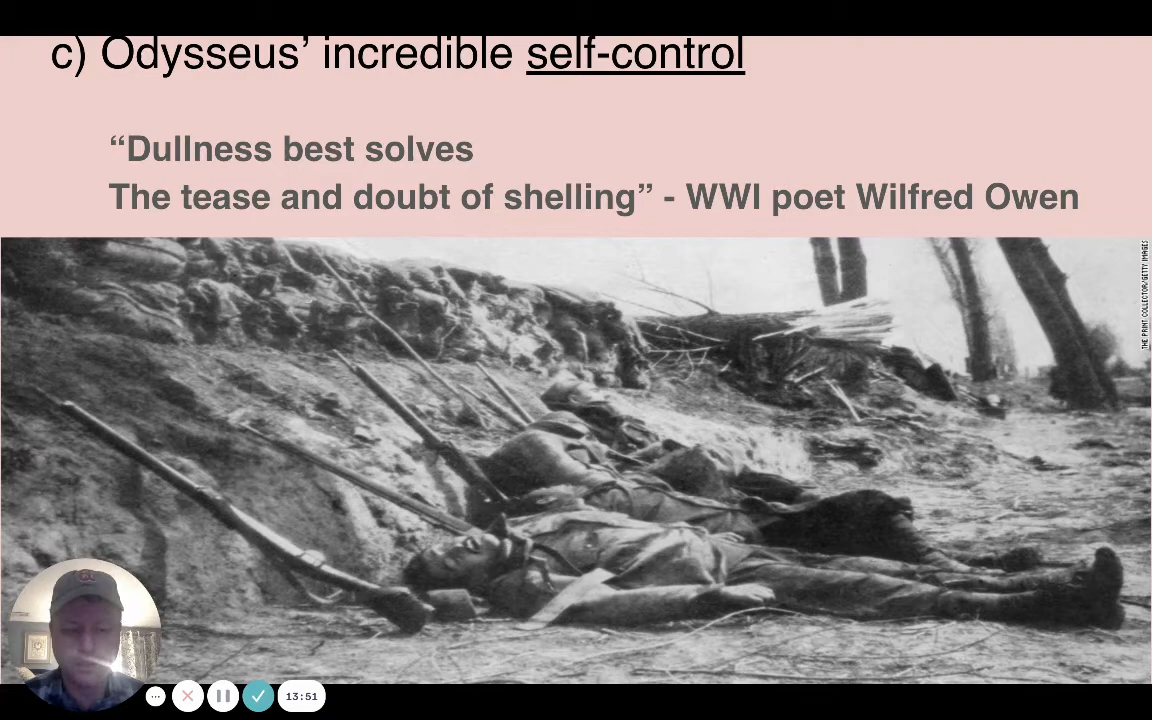 c) Odysseus’ incredible self-control
“Dullness best solves
The tease and doubt of shelling” - WWI poet Wilfred Owen
THE PRINT COLLECTOR/GETTY IMAGES
13:51